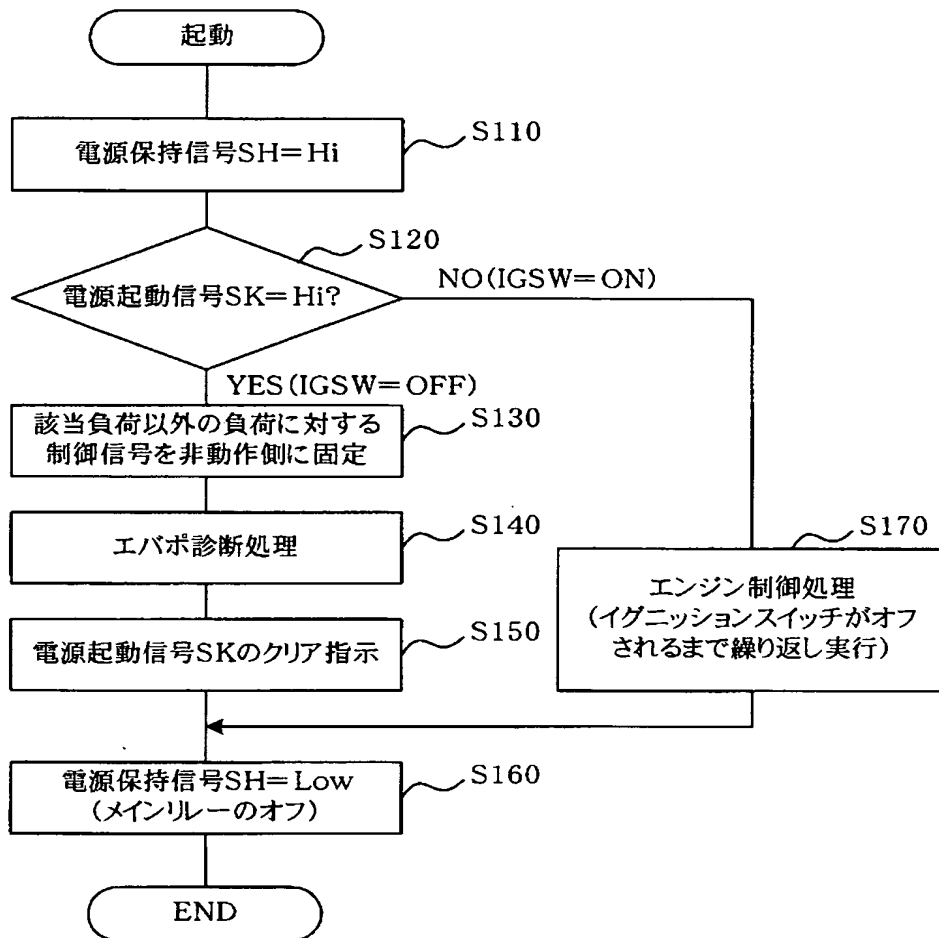 起動
電源保持信号SH=Hi
S110
電源起動信号SK=Hi?
S120
NO(IGSW=ON)
YES(IGSW=OFF)
該当負荷以外の負荷に対する
制御信号を非動作側に固定
S130
エバポ診断処理
S140
電源起動信号SKのクリア指示
S150
エンジン制御処理
(イグニッションスイッチがオフ
されるまで繰り返し実行)
S170
電源保持信号SH=Low
(メインリレーのオフ)
S160
END